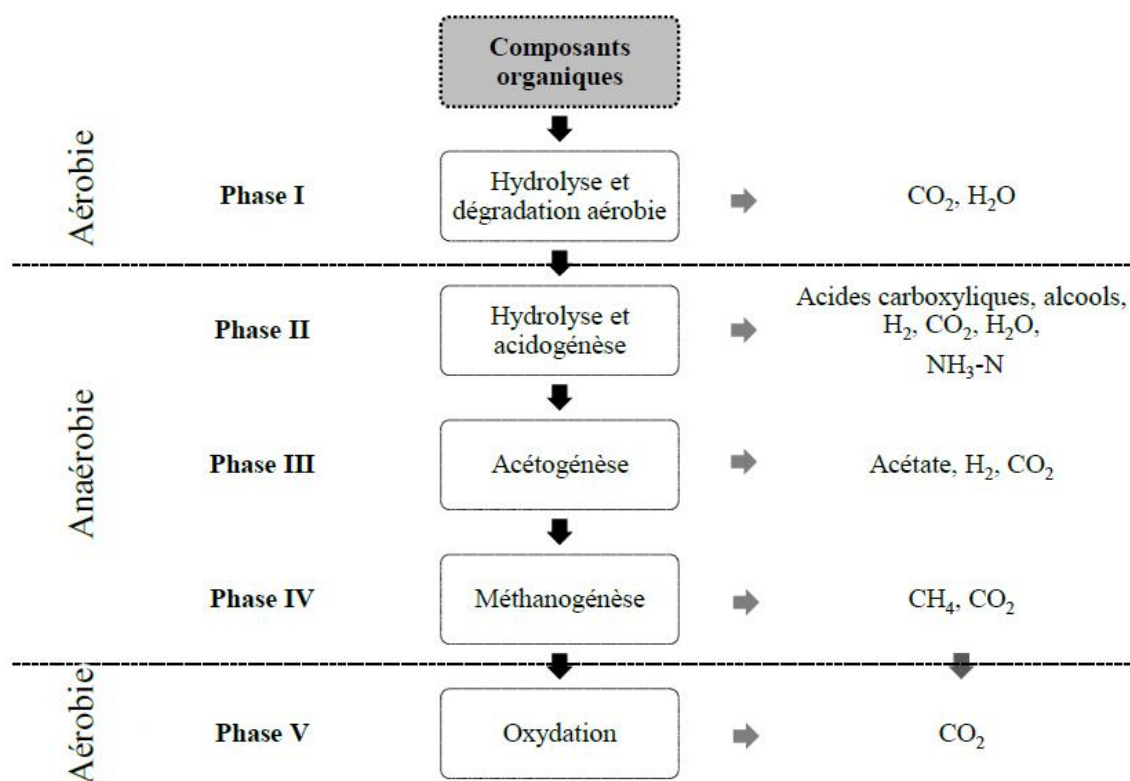 Composants
organiques
Aérobie
Phase I
Hydrolyse et
dégradation aérobie
CO₂, H₂O
Anaérobie
Phase II
Hydrolyse et
acidogénèse
Acides carboxyliques, alcools,
H₂, CO₂, H₂O,
NH₃-N
Phase III
Acétogénèse
Acétate, H₂, CO₂
Phase IV
Méthanogénèse
CH₄, CO₂
Aérobie
Phase V
Oxydation
CO₂